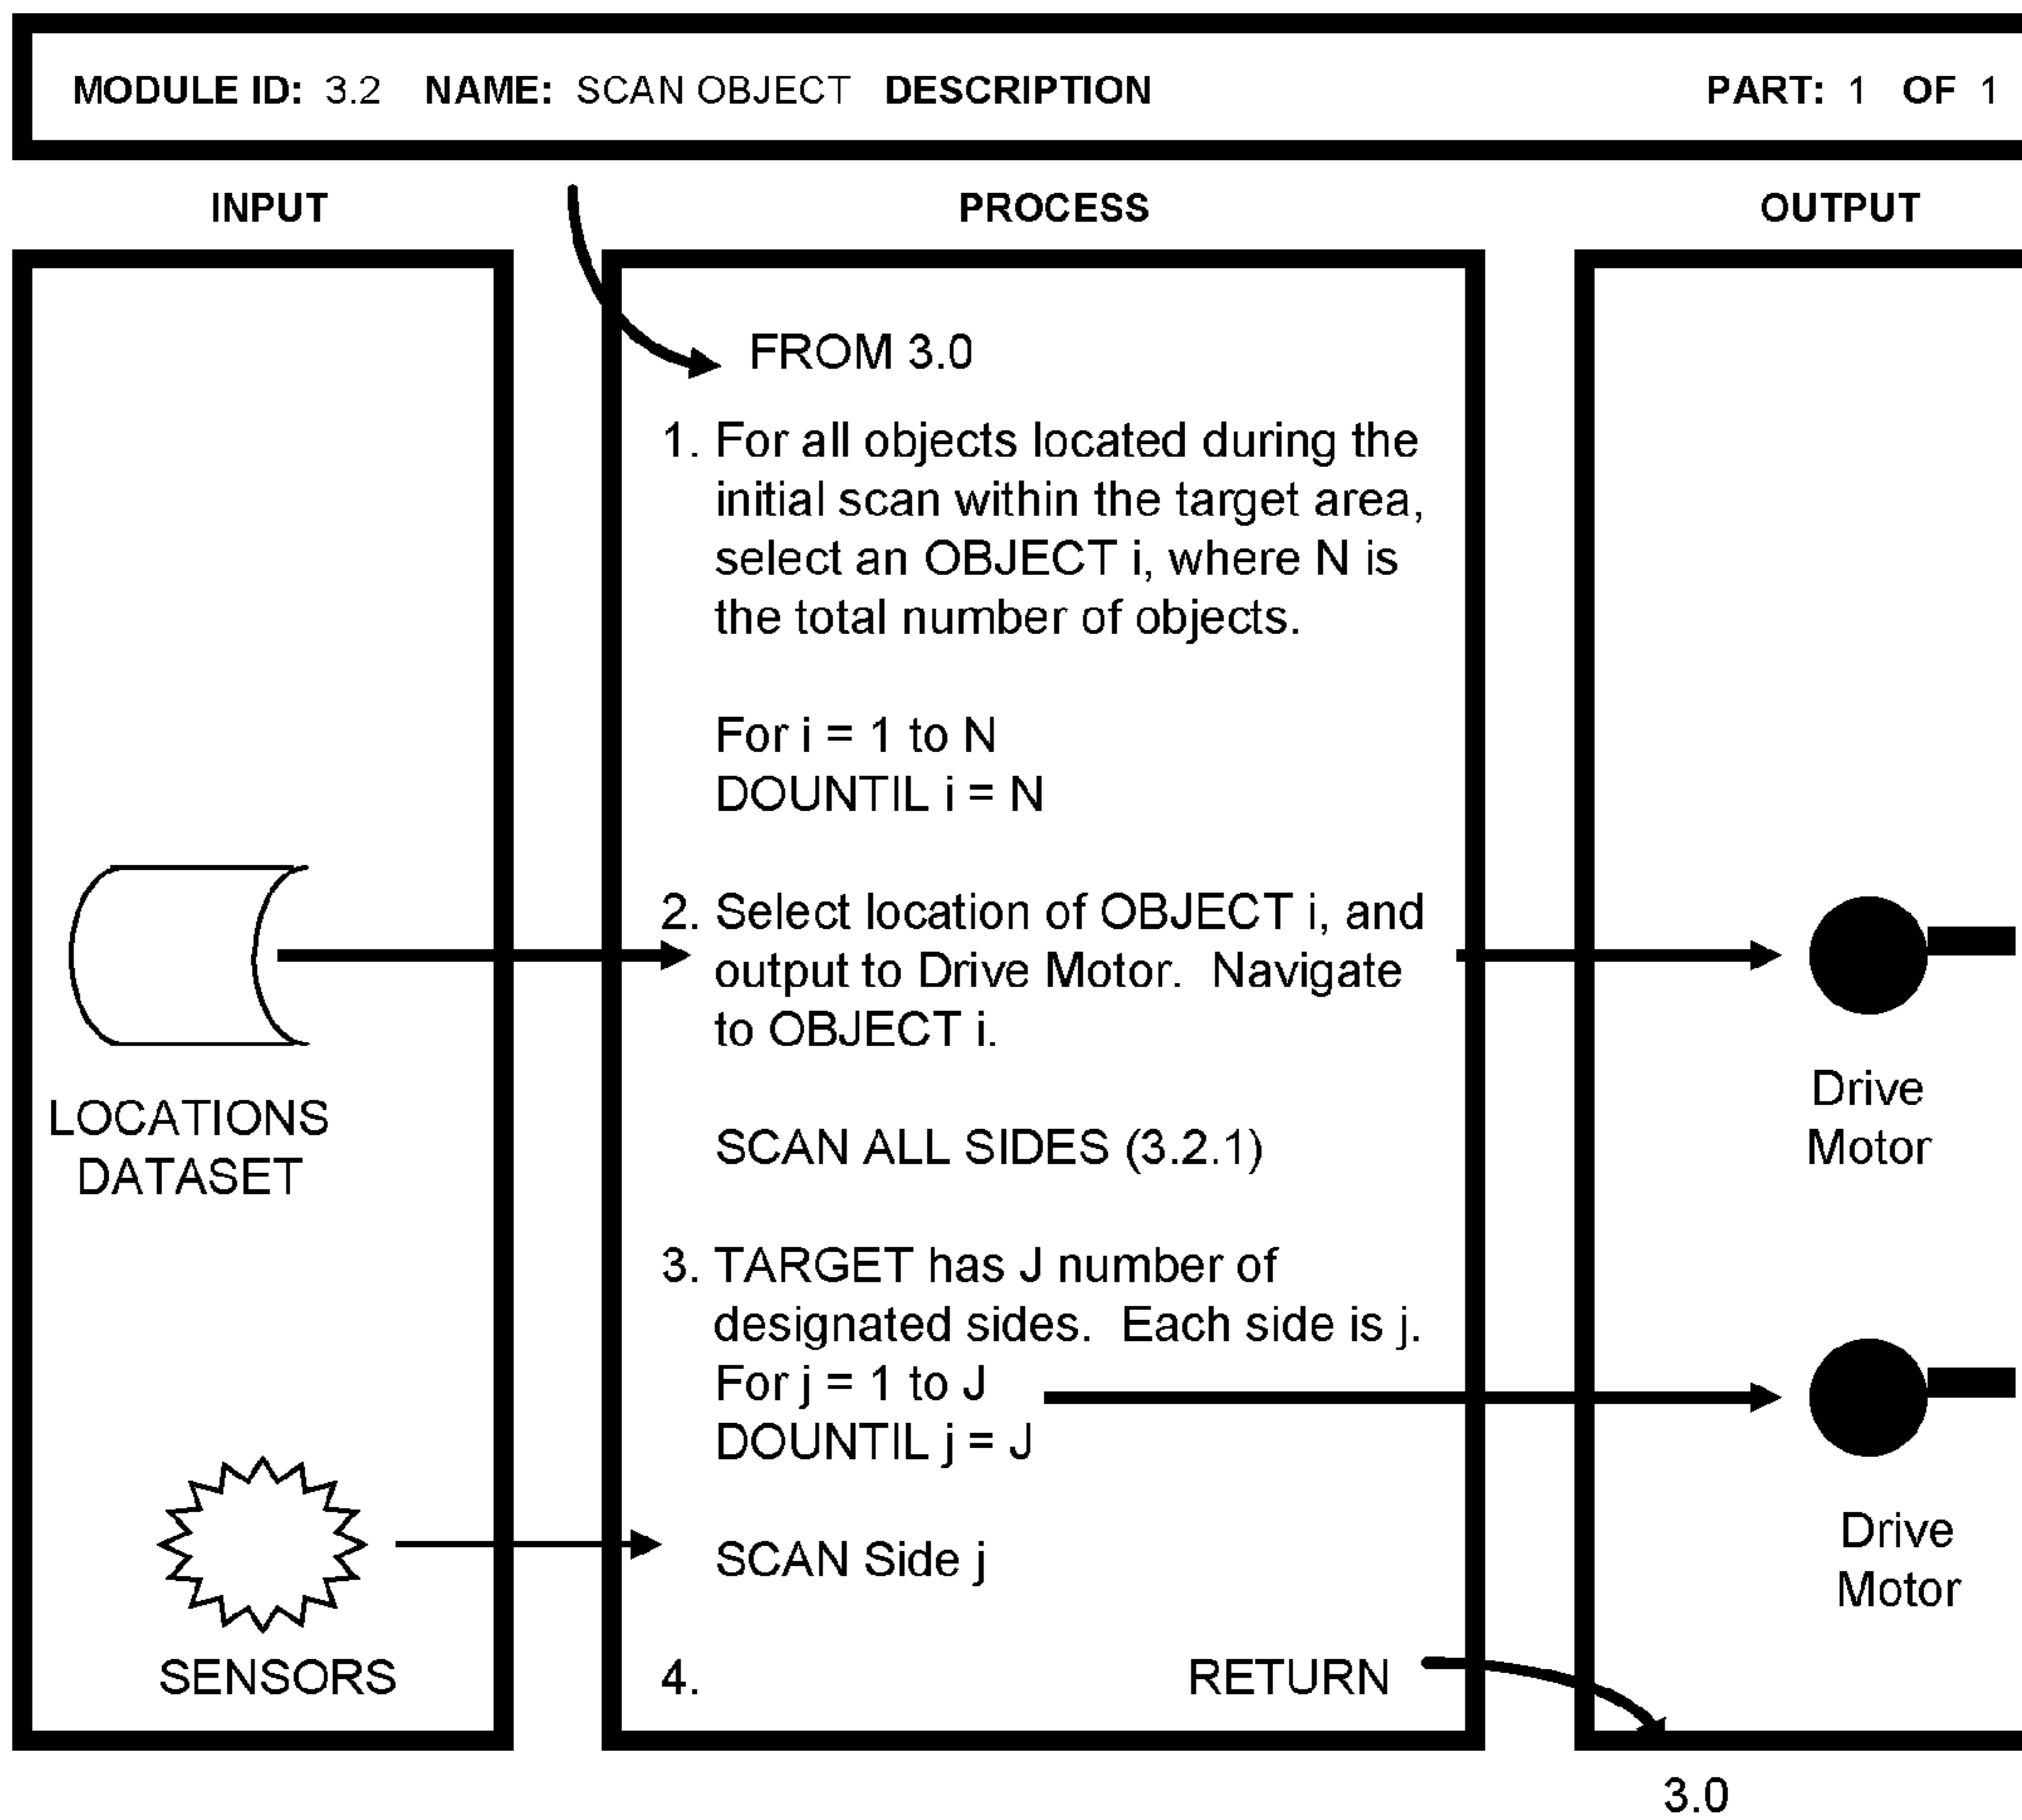 MODULE ID: 3.2 NAME: SCAN OBJECT DESCRIPTION PART: 1 OF 1
INPUT
PROCESS
OUTPUT
FROM 3.0
1. For all objects located during the
initial scan within the target area,
select an OBJECT i, where N is
the total number of objects.
For i = 1 to N
DOUNTIL i = N
2. Select location of OBJECT i, and
output to Drive Motor. Navigate
to OBJECT i.
SCAN ALL SIDES (3.2.1)
3. TARGET has J number of
designated sides. Each side is j.
For j = 1 to J
DOUNTIL j = J
SCAN Side j
4. RETURN
LOCATIONS
DATASET
SENSORS
Drive
Motor
Drive
Motor
3.0